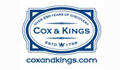 OVER 250 YEARS OF DISCOVERY
COX & KINGS
ESTD 1758
coxandkings.com